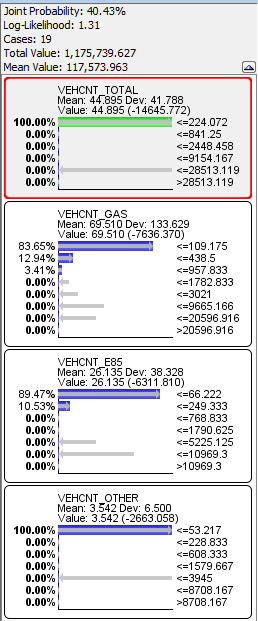 Joint Probability: 40.43%
Log-Likelihood: 1.31
Cases: 19
Total Value: 1,175,739.627
Mean Value: 117,573.963
VEHCNT_TOTAL
Mean: 44.895 Dev: 41.788
Value: 44.895 (-14645.772)
100.00% <=224.072
0.00% <=841.25
0.00% <=2448.458
0.00% <=9154.167
0.00% <=28513.119
0.00% >28513.119
VEHCNT_GAS
Mean: 69.510 Dev: 133.629
Value: 69.510 (-7636.370)
83.65% <=109.175
12.94% <=438.5
3.41% <=957.833
0.00% <=1782.833
0.00% <=3021
0.00% <=9665.166
0.00% <=20596.916
0.00% >20596.916
VEHCNT_E85
Mean: 26.135 Dev: 38.328
Value: 26.135 (-6311.810)
89.47% <=66.222
10.53% <=249.333
0.00% <=768.833
0.00% <=1790.625
0.00% <=5225.125
0.00% <=10969.3
0.00% >10969.3
VEHCNT_OTHER
Mean: 3.542 Dev: 6.500
Value: 3.542 (-2663.058)
100.00% <=53.217
0.00% <=228.833
0.00% <=608.333
0.00% <=1579.667
0.00% <=3945
0.00% <=8708.167
0.00% >8708.167